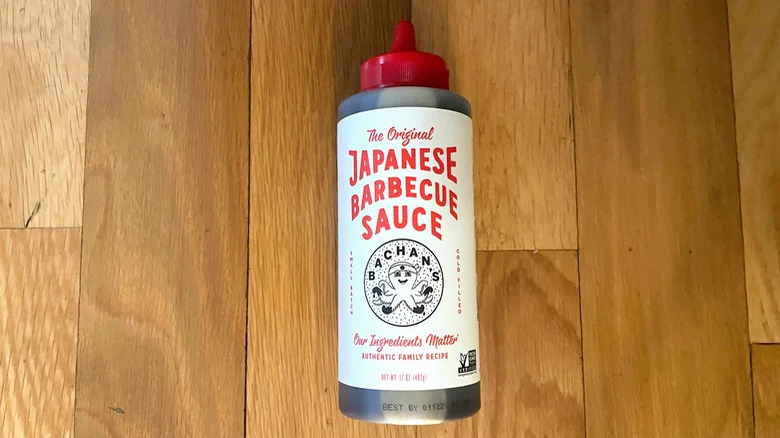 The Original
JAPANESE
BARBECUE
SAUCE
SMALL BATCH
BACHAN'S
COLD FILLED
Our Ingredients Matter
AUTHENTIC FAMILY RECIPE
NET WT. 17 OZ (482g)
BEST BY